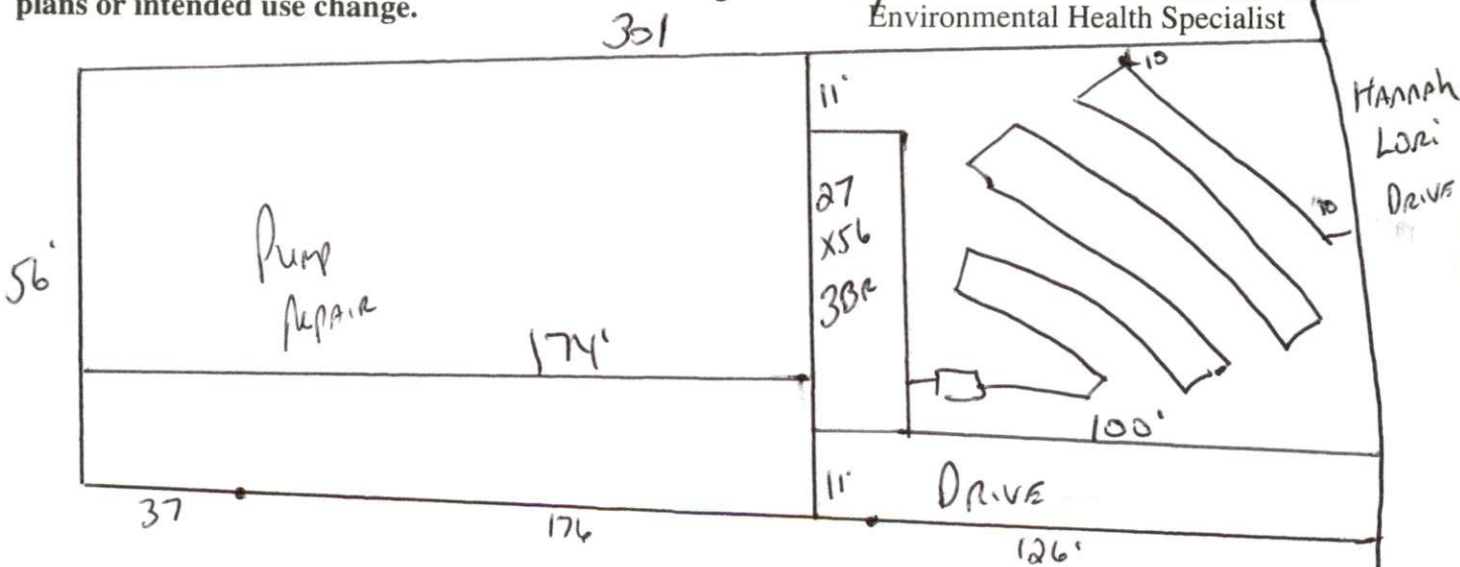 plans or intended use change.
Environmental Health Specialist
301
11'
10
HANNAH
LORI
DRIVE
27
X56
3BR
10
56'
Pump
REPAIR
174'
100'
11'
DRIVE
37
176
126'